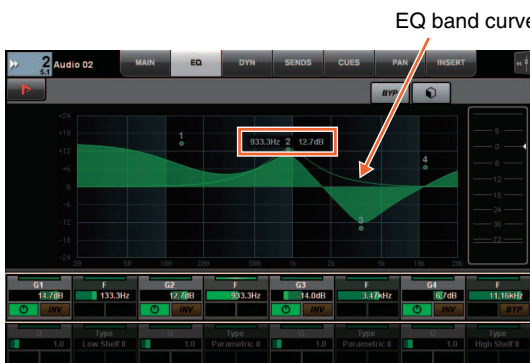 EQ band curve
2 Audio 02 MAIN EQ DYN SENDS CUES PAN INSERT
5.1
BYP
+24
+18
+12
+6
0
-6
-12
-18
-24
1
933.3Hz 2 12.7dB
4
3
20 50 100 200 500 1k 2k 5k 10k 20k
6
0
6
12
18
24
36
72
G1 F G2 F G3 F G4 F
14.7dB 133.3Hz 12.7dB 933.3Hz -14.0dB 3.47kHz 6.7dB 11.16kHz
INV INV INV INV BYP
Q Type Q Type Q Type Q Type
1.0 Low Shelf II 1.0 Parametric II 1.0 Parametric II 1.0 High Shelf II